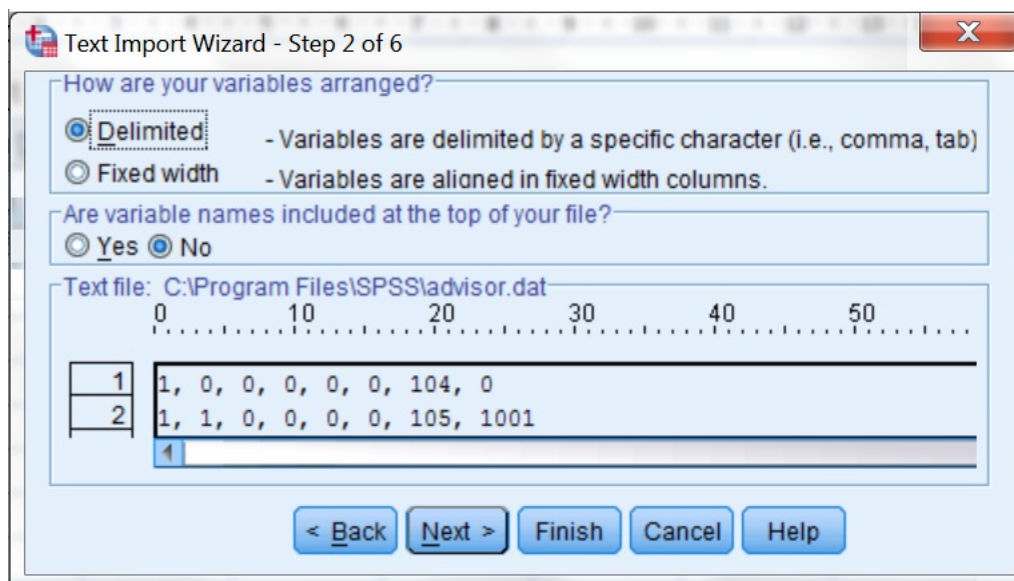 Text Import Wizard - Step 2 of 6
X
How are your variables arranged?
Delimited - Variables are delimited by a specific character (i.e., comma, tab)
Fixed width - Variables are aligned in fixed width columns.
Are variable names included at the top of your file?
Yes No
Text file: C:\Program Files\SPSS\advisor.dat
0 10 20 30 40 50
1 1, 0, 0, 0, 0, 0, 104, 0
2 1, 1, 0, 0, 0, 0, 105, 1001
< Back Next > Finish Cancel Help